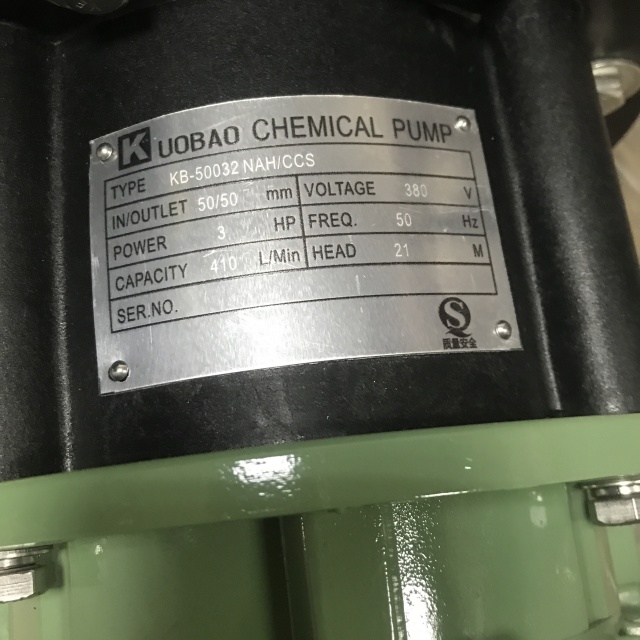 KUOBAO CHEMICAL PUMP
TYPE KB-50032 NAH/CCS
IN/OUTLET 50/50 mm VOLTAGE 380 V
POWER 3 HP FREQ. 50 Hz
CAPACITY 410 L/Min HEAD 21 M
SER.NO.
质量安全